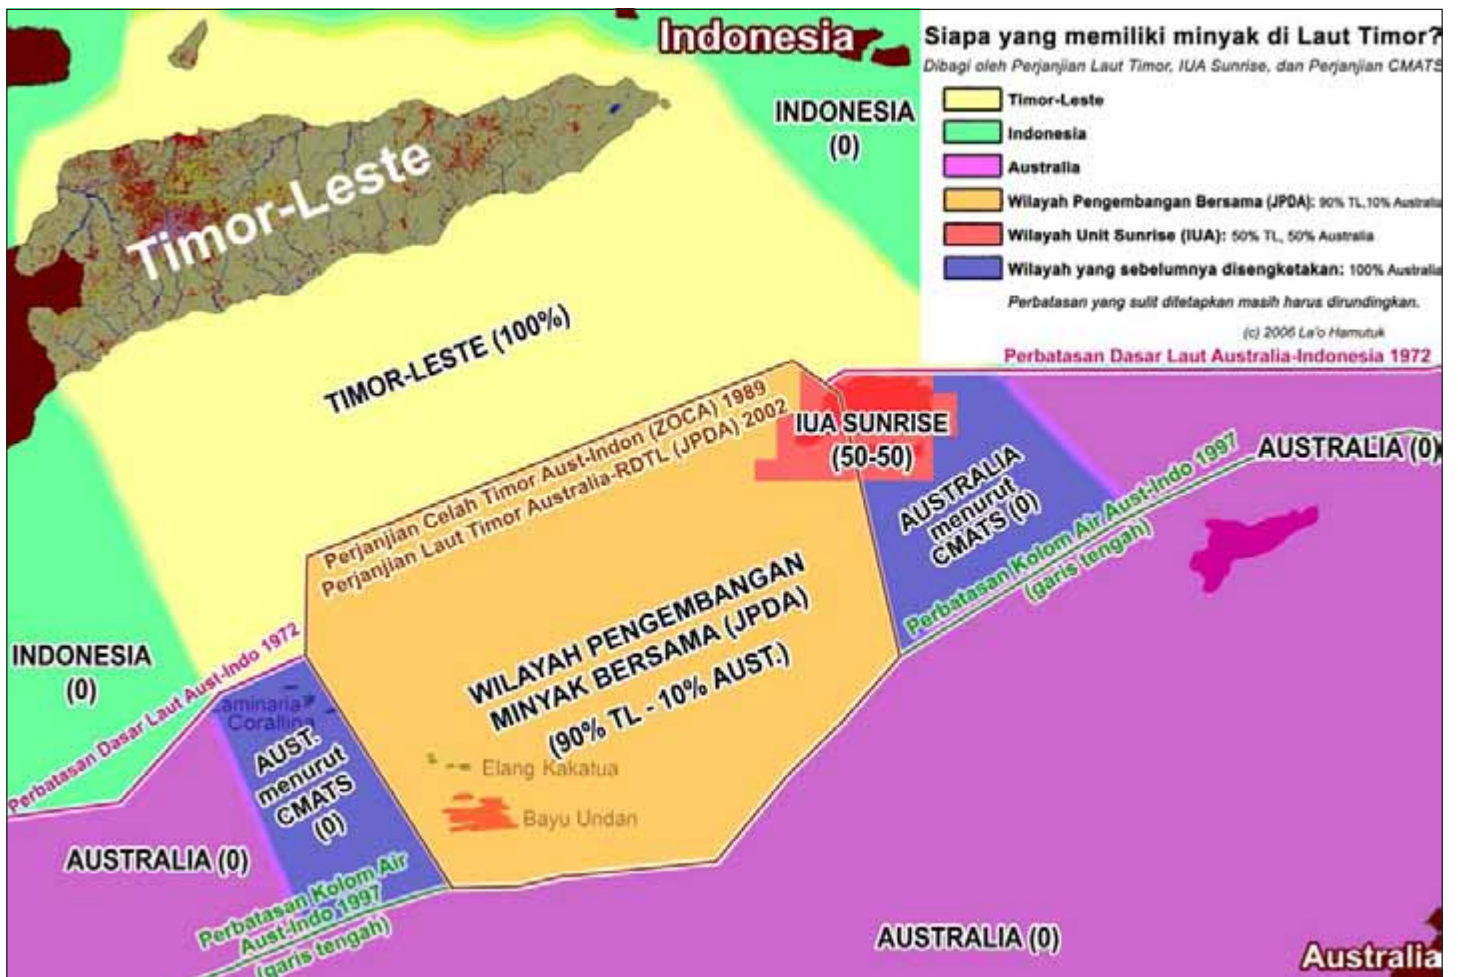 Indonesia
Siapa yang memiliki minyak di Laut Timor?
Dibagi oleh Perjanjian Laut Timor, IUA Sunrise, dan Perjanjian CMATS
Timor-Leste
Indonesia
Australia
Wilayah Pengembangan Bersama (JPDA): 90% TL,10% Australia
Wilayah Unit Sunrise (IUA): 50% TL, 50% Australia
Wilayah yang sebelumnya disengketakan: 100% Australia
Perbatasan yang sulit ditetapkan masih harus dirundingkan.
(c) 2006 La'o Hamutuk
INDONESIA
(0)
Timor-Leste
TIMOR-LESTE (100%)
Perbatasan Dasar Laut Australia-Indonesia 1972
Perjanjian Celah Timor Aust-Indon (ZOCA) 1989
Perjanjian Laut Timor Australia-RDTL (JPDA) 2002
IUA SUNRISE
(50-50)
AUSTRALIA
menurut
CMATS (0)
AUSTRALIA (0)
Perbatasan Kolom Air Aust-Indo 1997
(garis tengah)
WILAYAH PENGEMBANGAN
MINYAK BERSAMA (JPDA)
(90% TL - 10% AUST.)
INDONESIA
(0)
Perbatasan Dasar Laut Aust-Indo 1972
Laminaria
Corallina
AUST.
menurut
CMATS
(0)
Elang Kakatua
Bayu Undan
AUSTRALIA (0)
Perbatasan Kolom Air
Aust-Indo 1997
(garis tengah)
AUSTRALIA (0)
Australia